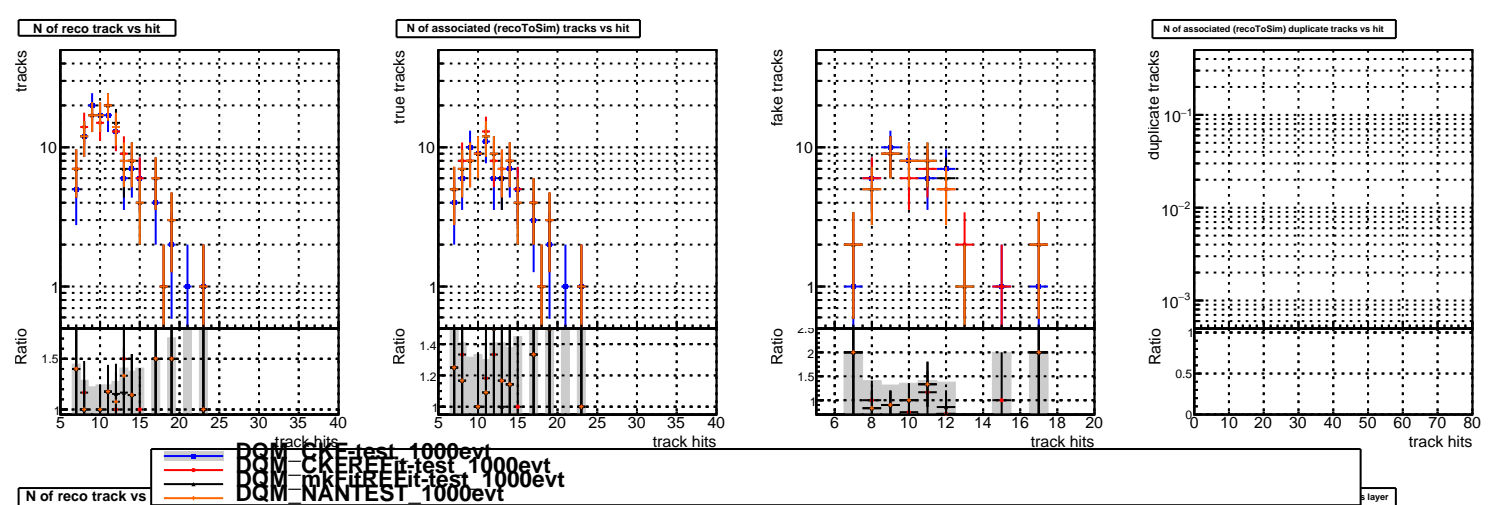 N of reco track vs hit
N of associated (recoToSim) tracks vs hit
N of associated (recoToSim) duplicate tracks vs hit
tracks
10
1
Ratio
1.5
1
5 10 15 20 25 30 35 40
track hits
true tracks
10
1
Ratio
1.4
1.2
1
5 10 15 20 25 30 35 40
track hits
fake tracks
10
1
Ratio
2.5
2
1.5
1
6 8 10 12 14 16 18 20
track hits
duplicate tracks
10⁻¹
10⁻²
10⁻³
Ratio
1
0.5
0
0 10 20 30 40 50 60 70 80
track hits
DQM_CKF-test_1000evt
DQM_CKFREFit-test_1000evt
DQM_mkFitREFit-test_1000evt
DQM_NANTEST_1000evt
N of reco track vs
s layer